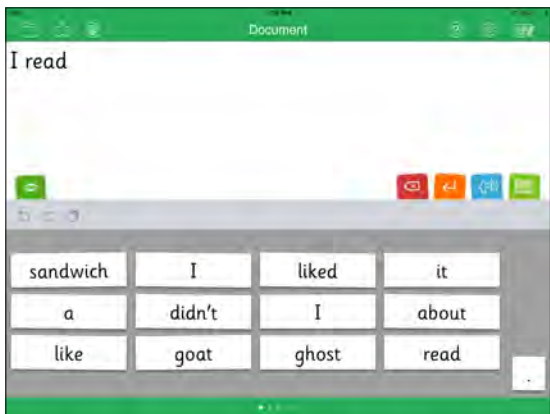 Document
I read
sandwich I liked it
a didn't I about
like goat ghost read
.